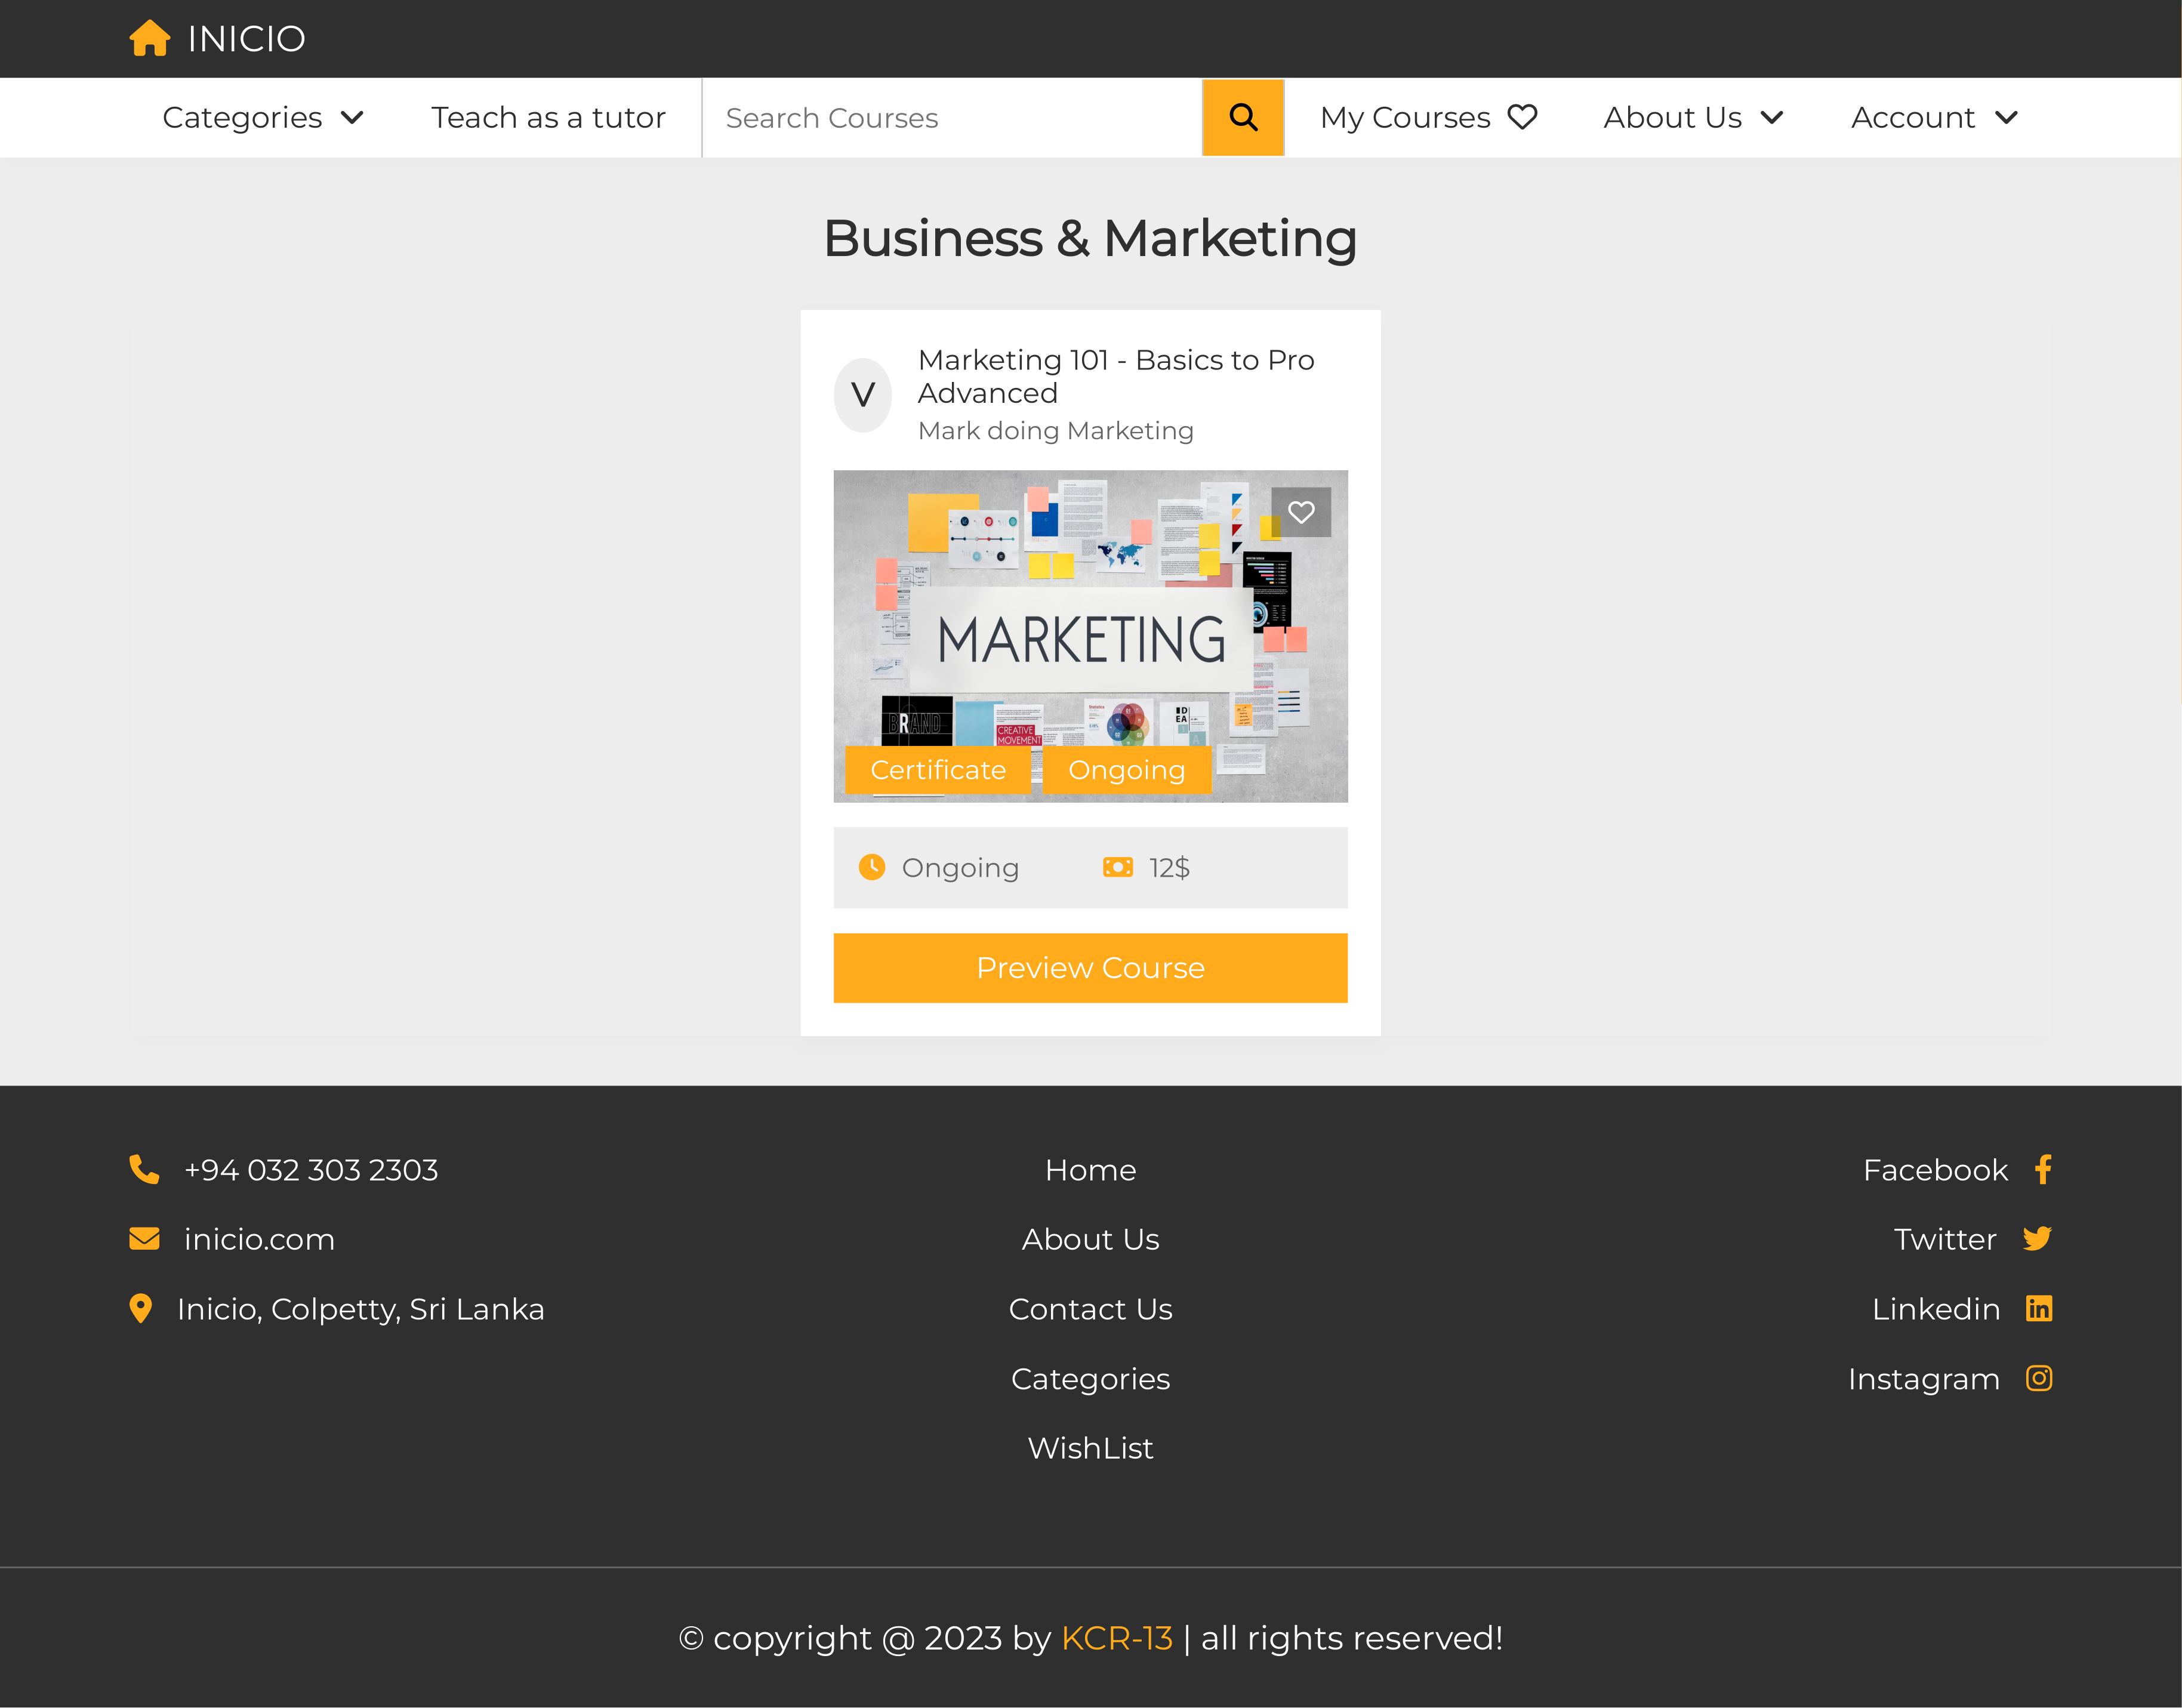 INICIO
Categories
Teach as a tutor
Search Courses
My Courses
About Us
Account
Business & Marketing
V
Marketing 101 - Basics to Pro
Advanced
Mark doing Marketing
MARKETING
BRAND
CREATIVE
MOVEMENT
ID
EA
Certificate
Ongoing
Ongoing
12$
Preview Course
+94 032 303 2303
inicio.com
Inicio, Colpetty, Sri Lanka
Home
About Us
Contact Us
Categories
WishList
Facebook
Twitter
Linkedin
Instagram
© copyright @ 2023 by KCR-13 | all rights reserved!